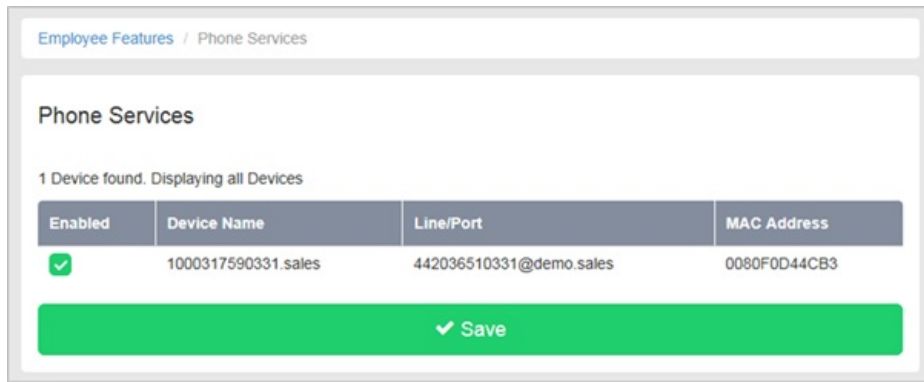 Employee Features / Phone Services
Phone Services
1 Device found. Displaying all Devices
Enabled Device Name Line/Port MAC Address
1000317590331.sales 442036510331@demo.sales 0080F0D44CB3
Save